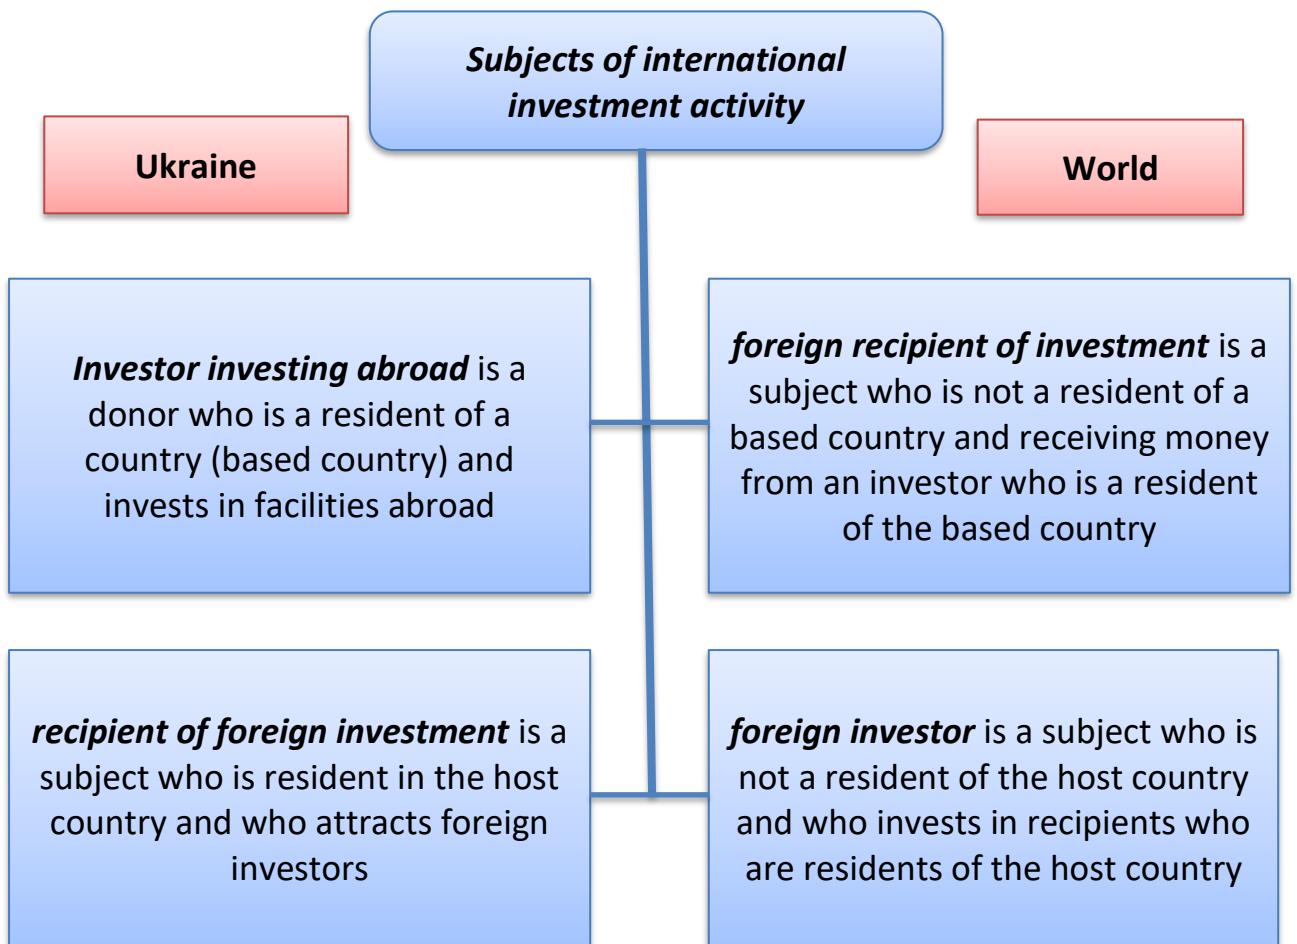 Subjects of international
investment activity
Ukraine
World
Investor investing abroad is a
donor who is a resident of a
country (based country) and
invests in facilities abroad
foreign recipient of investment is a
subject who is not a resident of a
based country and receiving money
from an investor who is a resident
of the based country
recipient of foreign investment is a
subject who is resident in the host
country and who attracts foreign
investors
foreign investor is a subject who is
not a resident of the host country
and who invests in recipients who
are residents of the host country